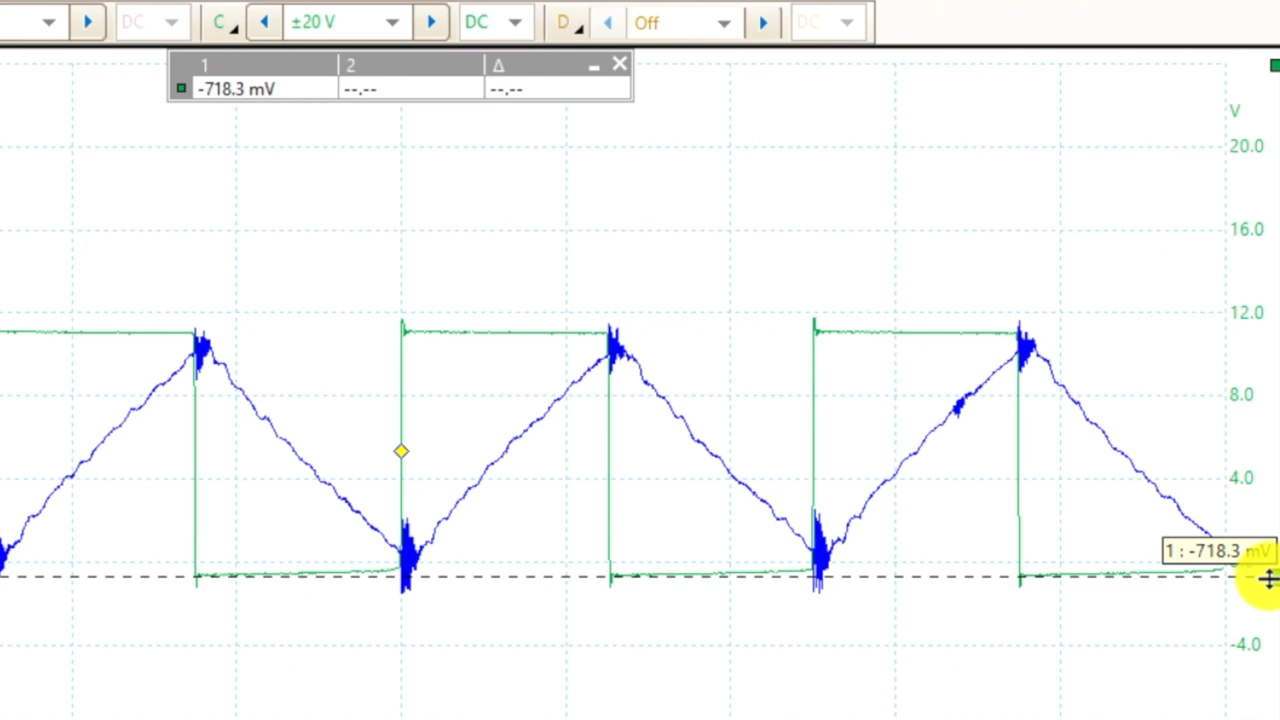 DC C ±20 V DC D Off DC
1 2 Δ
-718.3 mV --.-- --.--
V
20.0
16.0
12.0
8.0
4.0
1 : -718.3 mV
-4.0